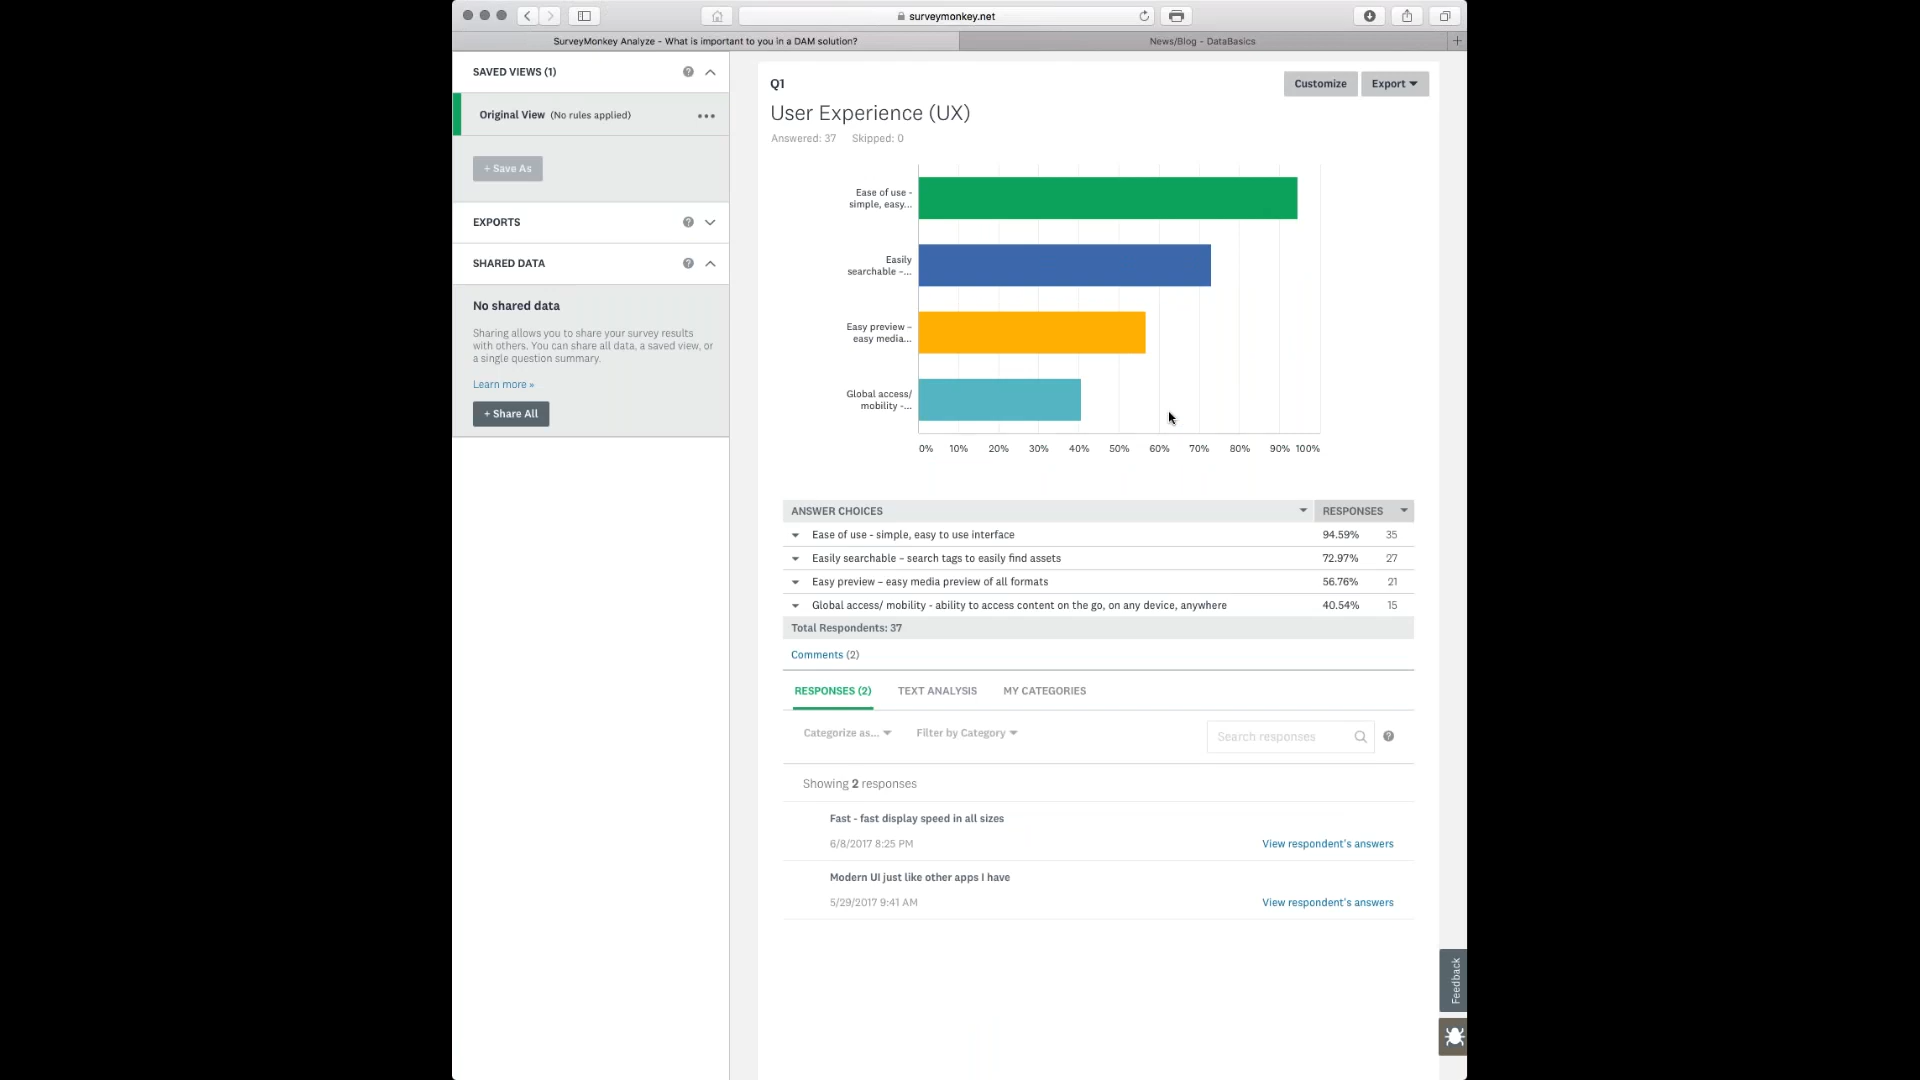 surveymonkey.net
SurveyMonkey Analyze - What is important to you in a DAM solution?
News/Blog - DataBasics
SAVED VIEWS (1)
Original View (No rules applied)
+ Save As
EXPORTS
SHARED DATA
No shared data
Sharing allows you to share your survey results
with others. You can share all data, a saved view, or
a single question summary.
Learn more »
+ Share All
Q1
Customize
Export
User Experience (UX)
Answered: 37 Skipped: 0
Ease of use -
simple, easy...
Easily
searchable –...
Easy preview –
easy media...
Global access/
mobility -...
0% 10% 20% 30% 40% 50% 60% 70% 80% 90% 100%
ANSWER CHOICES RESPONSES
Ease of use - simple, easy to use interface 94.59% 35
Easily searchable – search tags to easily find assets 72.97% 27
Easy preview – easy media preview of all formats 56.76% 21
Global access/ mobility - ability to access content on the go, on any device, anywhere 40.54% 15
Total Respondents: 37
Comments (2)
RESPONSES (2) TEXT ANALYSIS MY CATEGORIES
Categorize as... Filter by Category Search responses
Showing 2 responses
Fast - fast display speed in all sizes
6/8/2017 8:25 PM View respondent's answers
Modern UI just like other apps I have
5/29/2017 9:41 AM View respondent's answers
Feedback